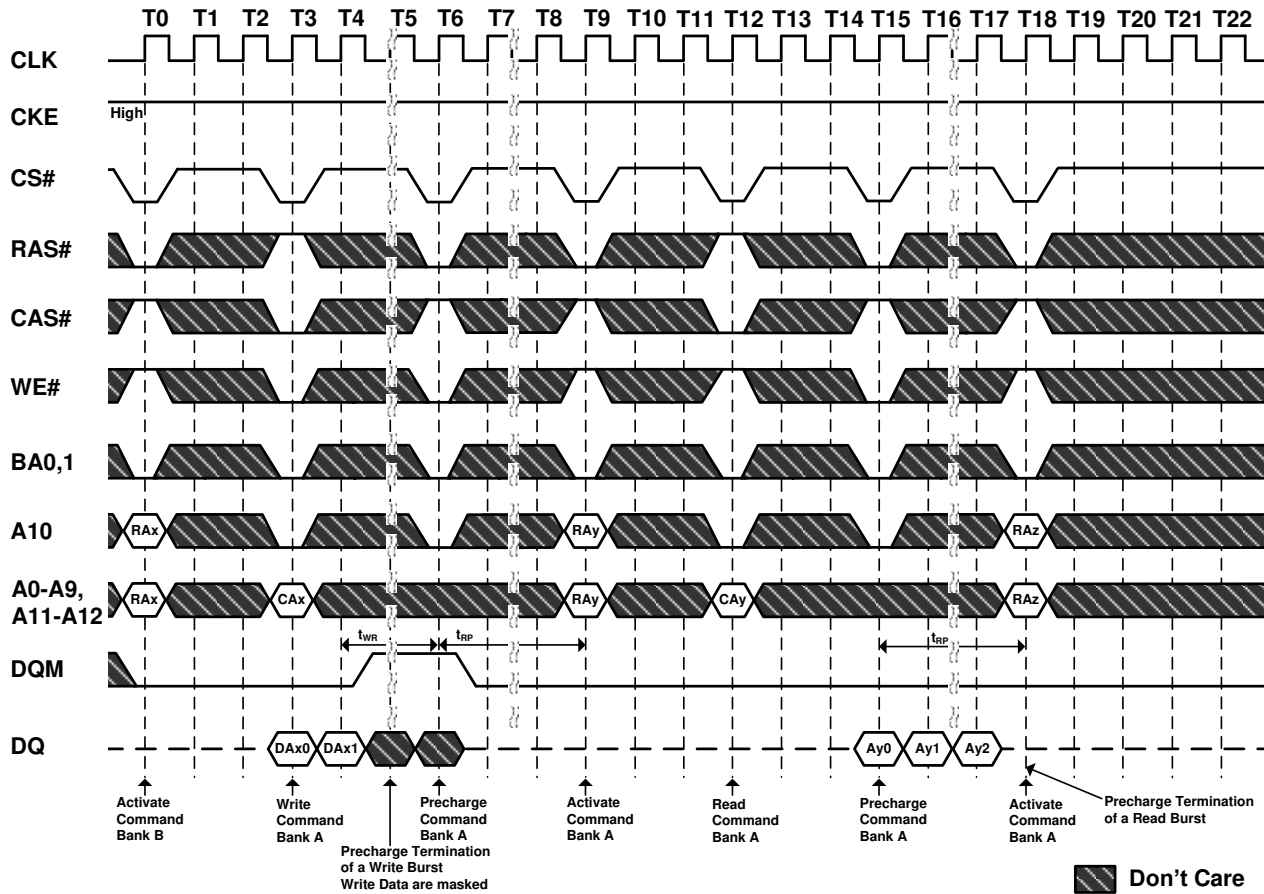 T0 T1 T2 T3 T4 T5 T6 T7 T8 T9 T10 T11 T12 T13 T14 T15 T16 T17 T18 T19 T20 T21 T22
CLK
CKE
High
CS#
RAS#
CAS#
WE#
BA0,1
A10
RAx RAy RAz
A0-A9,
A11-A12
RAx CAx RAy CAy RAz
tWR tRP tRP
DQM
DQ
DAx0 DAx1 Ay0 Ay1 Ay2
Activate
Command
Bank B
Write
Command
Bank A
Precharge Termination
of a Write Burst
Write Data are masked
Precharge
Command
Bank A
Activate
Command
Bank A
Read
Command
Bank A
Precharge
Command
Bank A
Activate
Command
Bank A
Precharge Termination
of a Read Burst
Don't Care